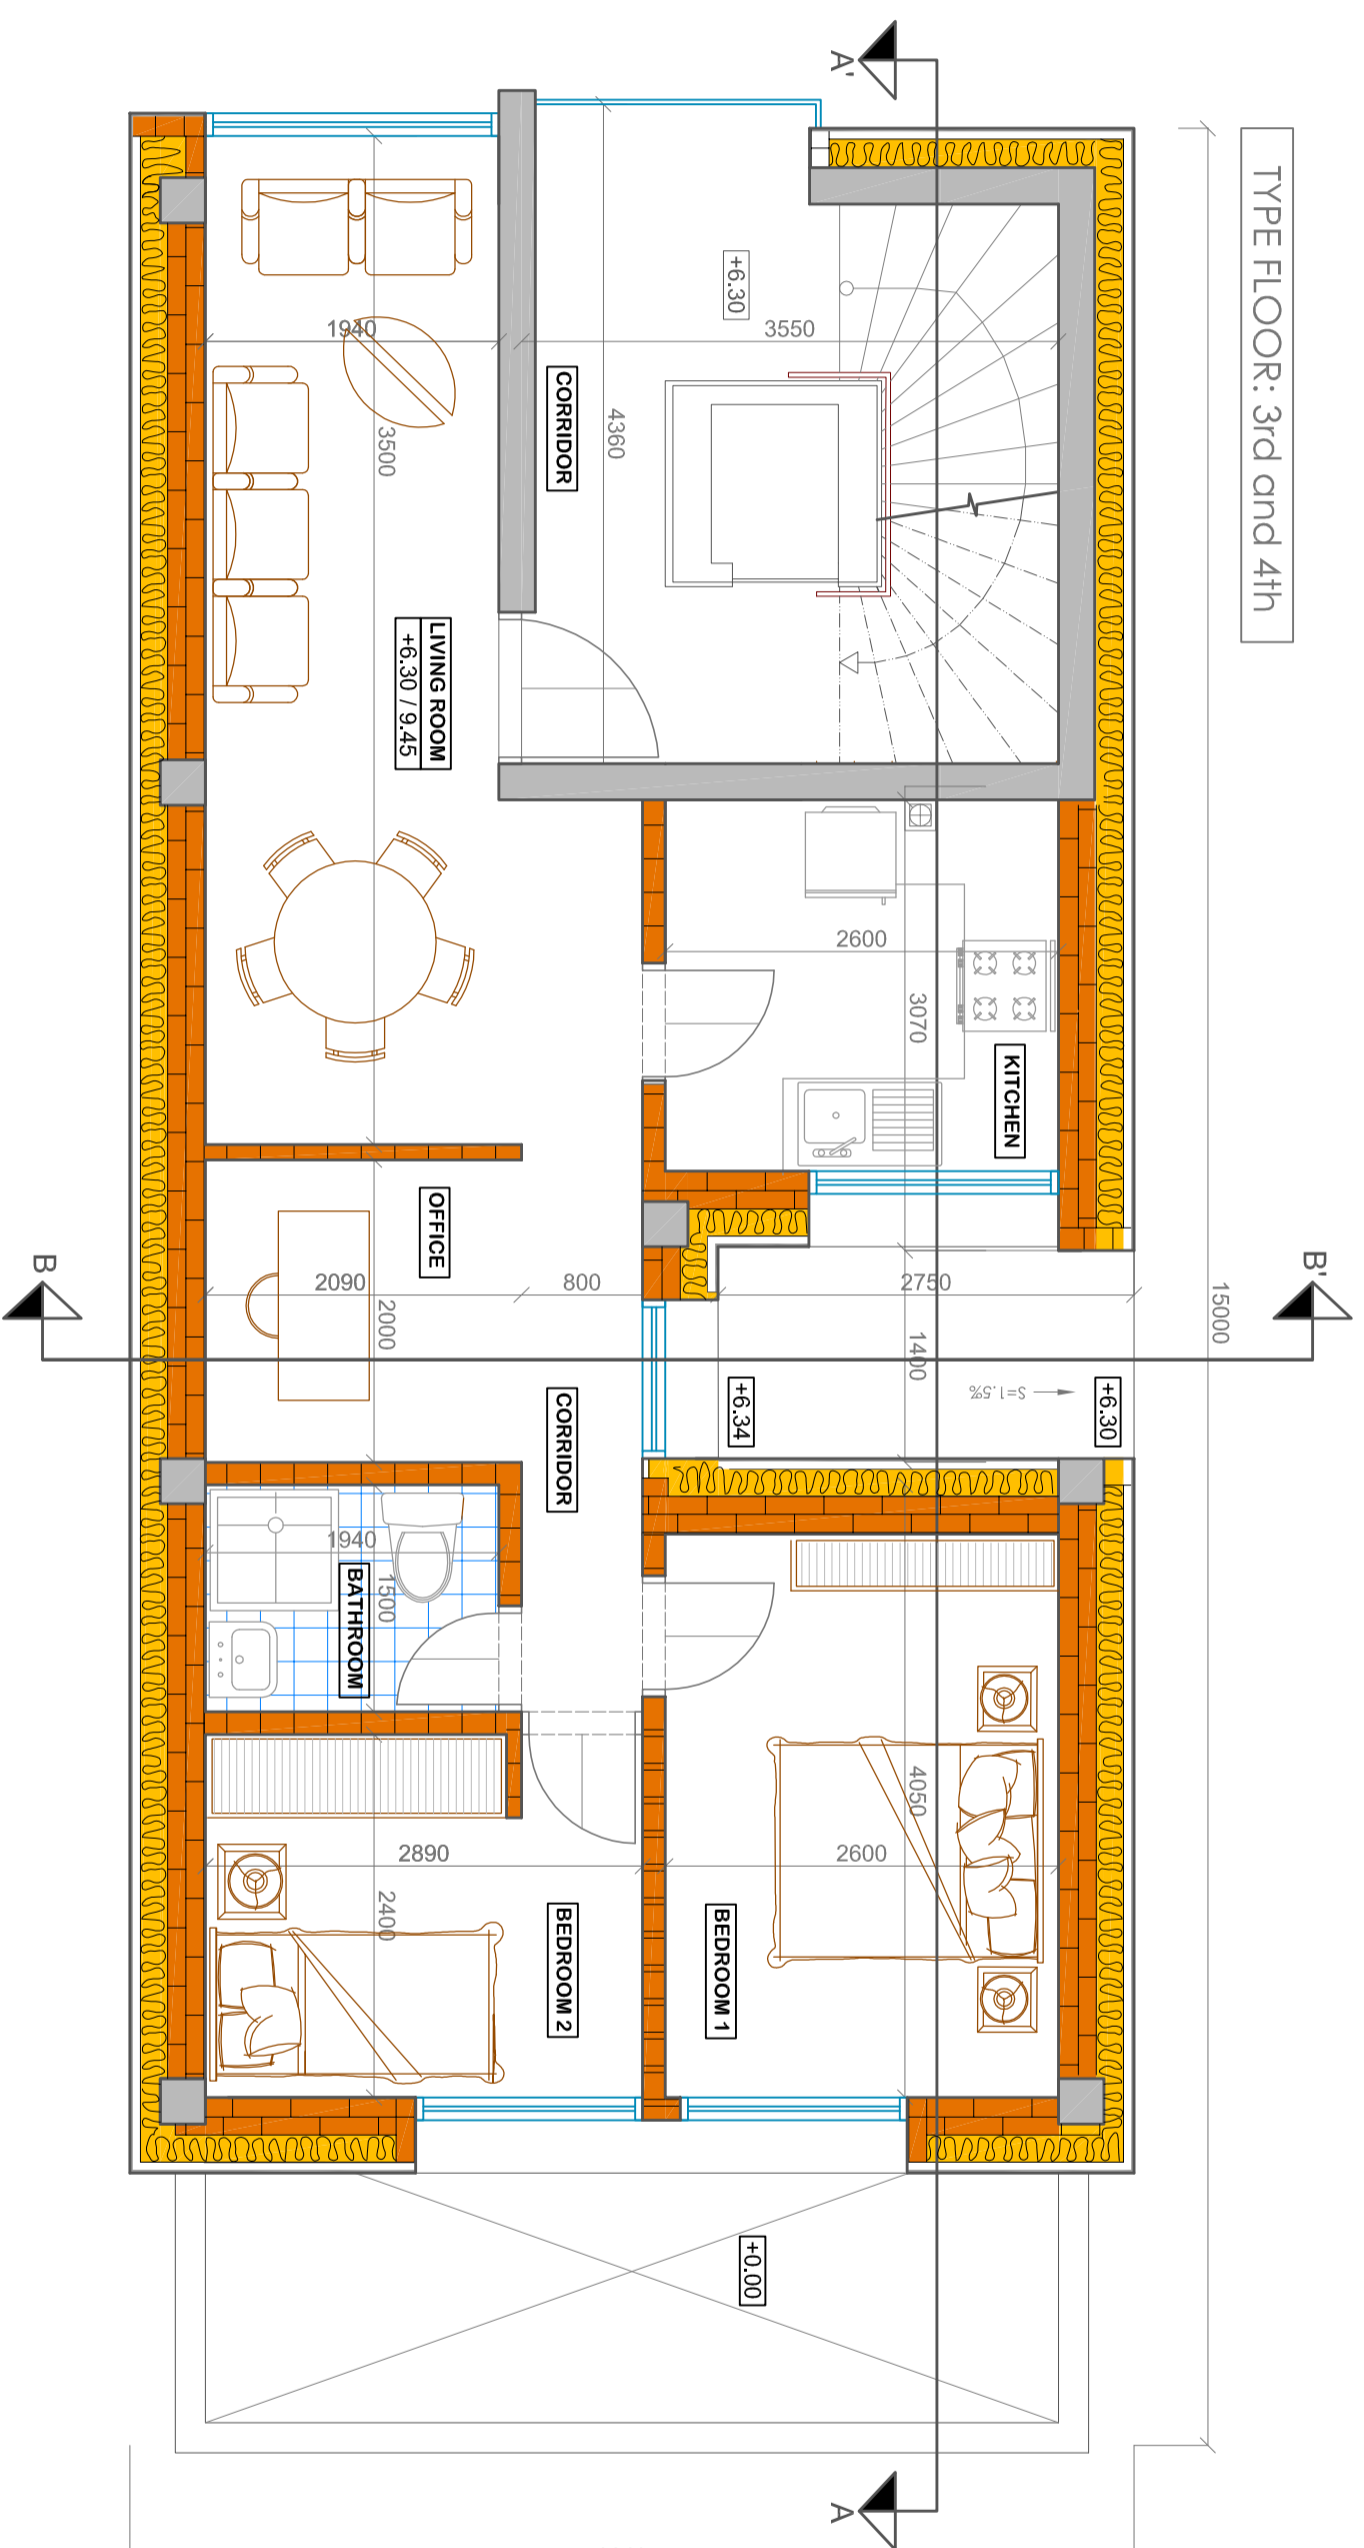 TYPE FLOOR: 3rd and 4th
A'
+6.30
3550
1940
CORRIDOR
4360
3500
LIVING ROOM
+6.30 / 9.45
2600
3070
KITCHEN
OFFICE
B
B'
2090
800
2750
15000
2000
1400
S=1.5%
+6.34
+6.30
CORRIDOR
1940
1500
BATHROOM
4050
2890
2600
2400
BEDROOM 2
BEDROOM 1
+0.00
A